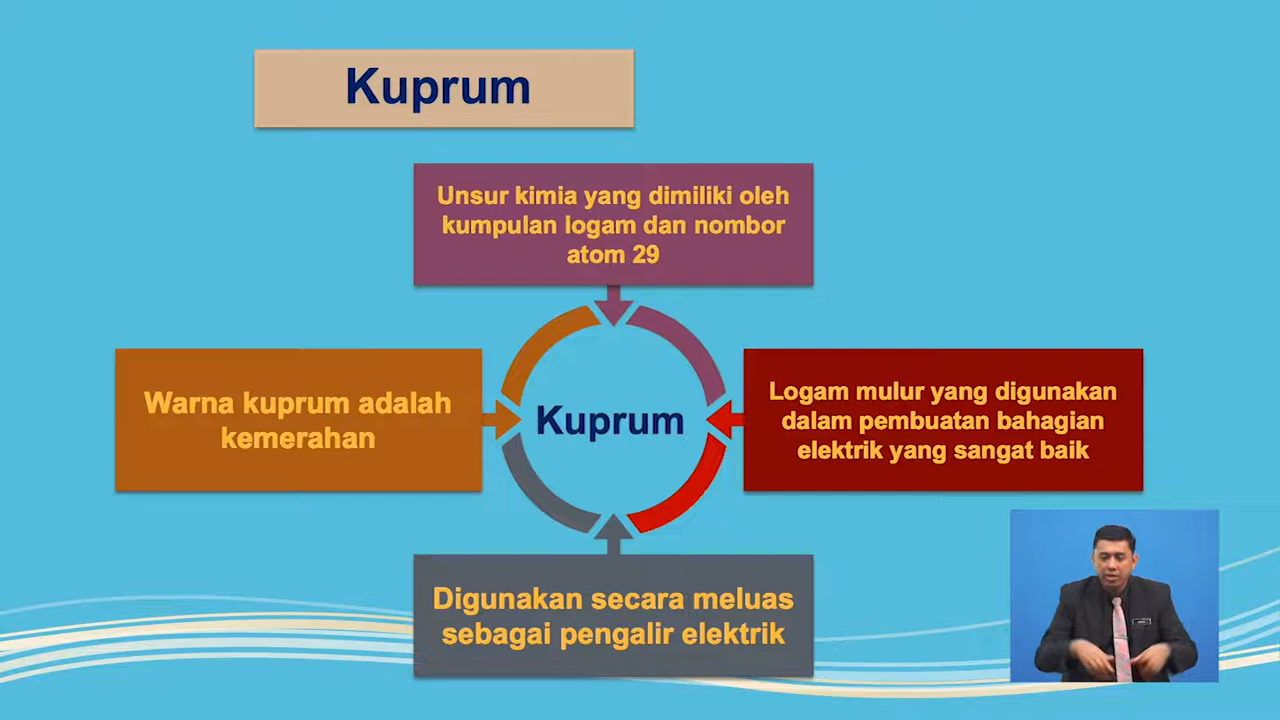 Kuprum
Unsur kimia yang dimiliki oleh
kumpulan logam dan nombor
atom 29
Warna kuprum adalah
kemerahan
Kuprum
Logam mulur yang digunakan
dalam pembuatan bahagian
elektrik yang sangat baik
Digunakan secara meluas
sebagai pengalir elektrik